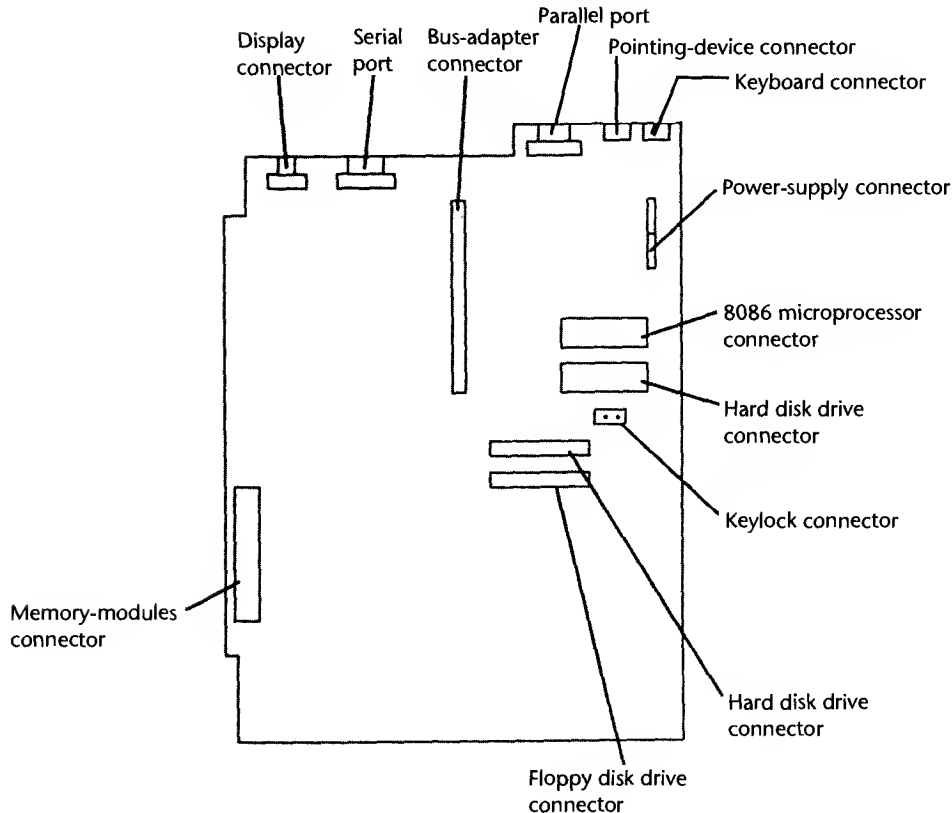 Parallel port
Display
connector
Serial
port
Bus-adapter
connector
Pointing-device connector
Keyboard connector
Power-supply connector
8086 microprocessor
connector
Hard disk drive
connector
Keylock connector
Memory-modules
connector
Hard disk drive
connector
Floppy disk drive
connector